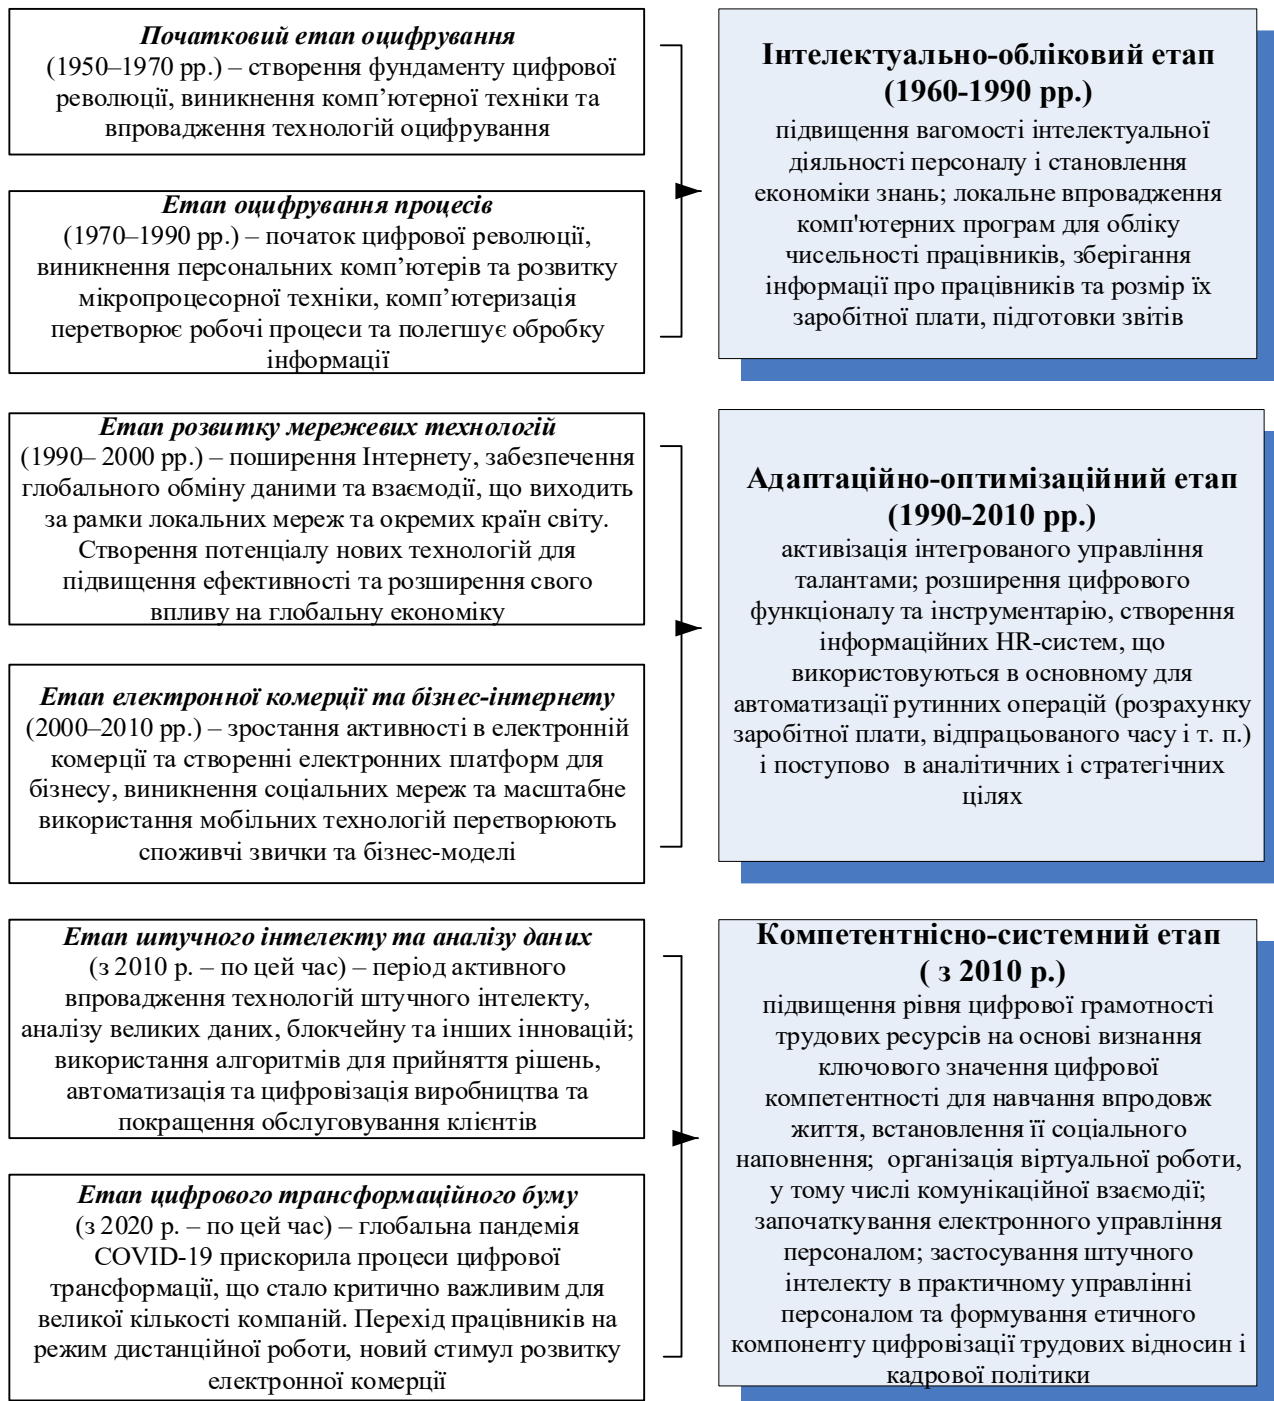 Початковий етап оцифрування
(1950–1970 рр.) – створення фундаменту цифрової
революції, виникнення комп’ютерної техніки та
впровадження технологій оцифрування
Етап оцифрування процесів
(1970–1990 рр.) – початок цифрової революції,
виникнення персональних комп’ютерів та розвитку
мікропроцесорної техніки, комп’ютеризація
перетворює робочі процеси та полегшує обробку
інформації
Інтелектуально-обліковий етап
(1960-1990 рр.)
підвищення вагомості інтелектуальної
діяльності персоналу і становлення
економіки знань; локальне впровадження
комп'ютерних програм для обліку
чисельності працівників, зберігання
інформації про працівників та розмір їх
заробітної плати, підготовки звітів
Етап розвитку мережевих технологій
(1990– 2000 рр.) – поширення Інтернету, забезпечення
глобального обміну даними та взаємодії, що виходить
за рамки локальних мереж та окремих країн світу.
Створення потенціалу нових технологій для
підвищення ефективності та розширення свого
впливу на глобальну економіку
Етап електронної комерції та бізнес-інтернету
(2000–2010 рр.) – зростання активності в електронній
комерції та створенні електронних платформ для
бізнесу, виникнення соціальних мереж та масштабне
використання мобільних технологій перетворюють
споживчі звички та бізнес-моделі
Адаптаційно-оптимізаційний етап
(1990-2010 рр.)
активізація інтегрованого управління
талантами; розширення цифрового
функціоналу та інструментарію, створення
інформаційних HR-систем, що
використовуються в основному для
автоматизації рутинних операцій (розрахунку
заробітної плати, відпрацьованого часу і т. п.)
і поступово в аналітичних і стратегічних
цілях
Етап штучного інтелекту та аналізу даних
(з 2010 р. – по цей час) – період активного
впровадження технологій штучного інтелекту,
аналізу великих даних, блокчейну та інших інновацій;
використання алгоритмів для прийняття рішень,
автоматизація та цифровізація виробництва та
покращення обслуговування клієнтів
Етап цифрового трансформаційного буму
(з 2020 р. – по цей час) – глобальна пандемія
COVID-19 прискорила процеси цифрової
трансформації, що стало критично важливим для
великої кількості компаній. Перехід працівників на
режим дистанційної роботи, новий стимул розвитку
електронної комерції
Компетентнісно-системний етап
( з 2010 р.)
підвищення рівня цифрової грамотності
трудових ресурсів на основі визнання
ключового значення цифрової
компетентності для навчання впродовж
життя, встановлення її соціального
наповнення; організація віртуальної роботи,
у тому числі комунікаційної взаємодії;
започаткування електронного управління
персоналом; застосування штучного
інтелекту в практичному управлінні
персоналом та формування етичного
компоненту цифровізації трудових відносин і
кадрової політики